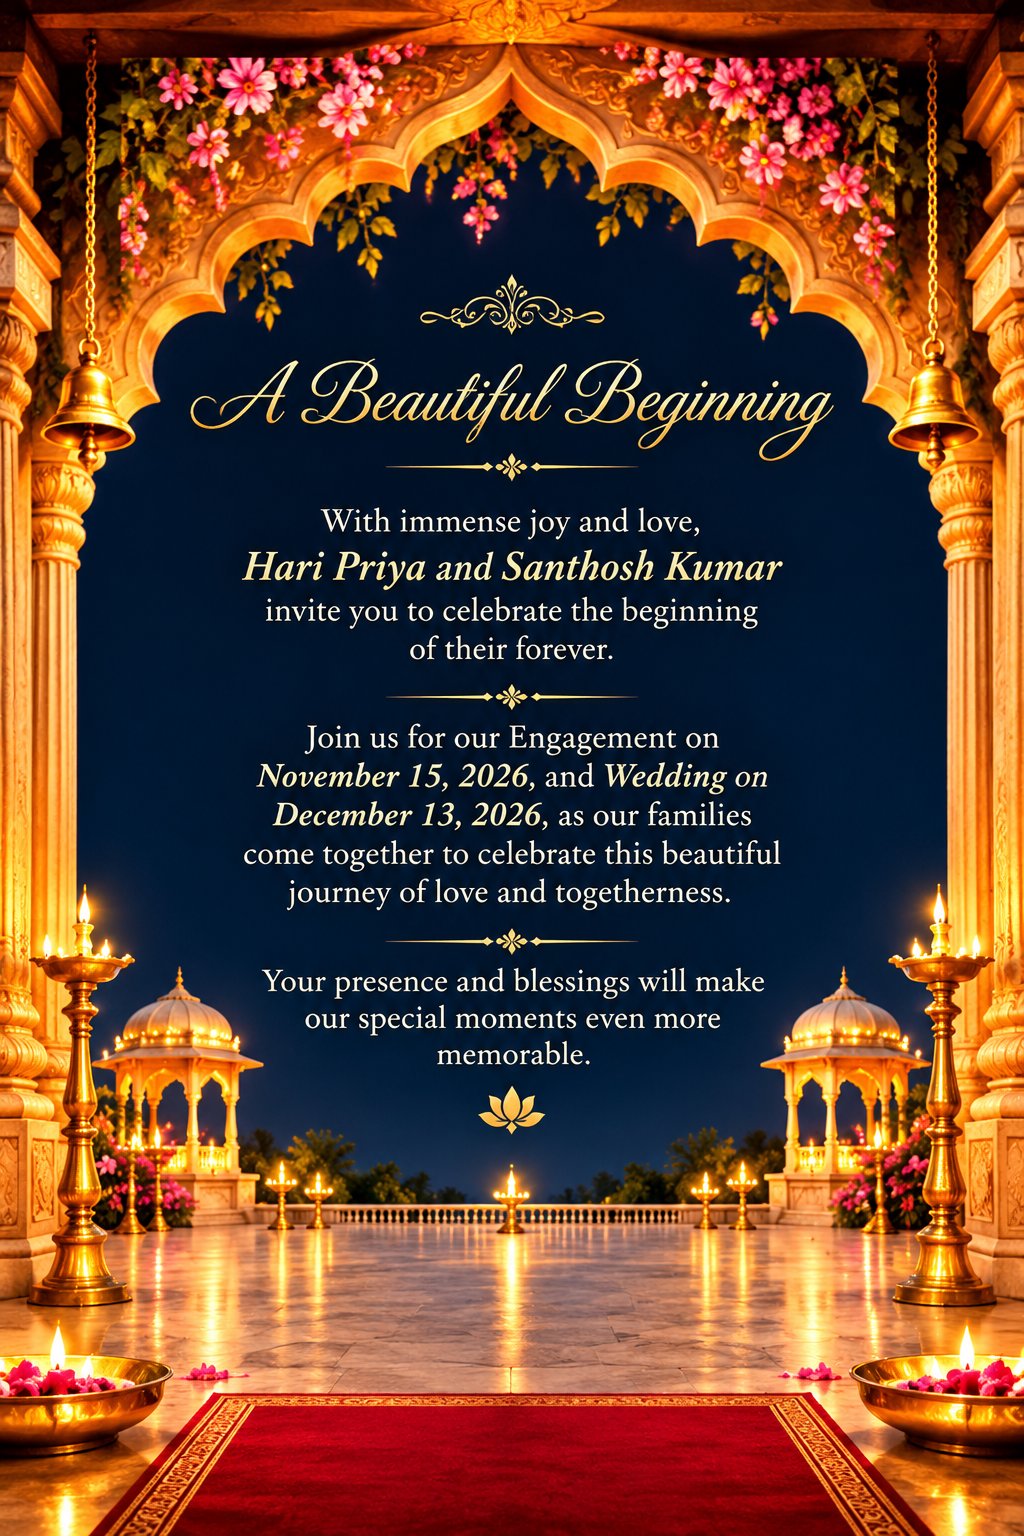 A Beautiful Beginning
With immense joy and love,
Hari Priya and Santhosh Kumar
invite you to celebrate the beginning
of their forever.
Join us for our Engagement on
November 15, 2026, and Wedding on
December 13, 2026, as our families
come together to celebrate this beautiful
journey of love and togetherness.
Your presence and blessings will make
our special moments even more
memorable.